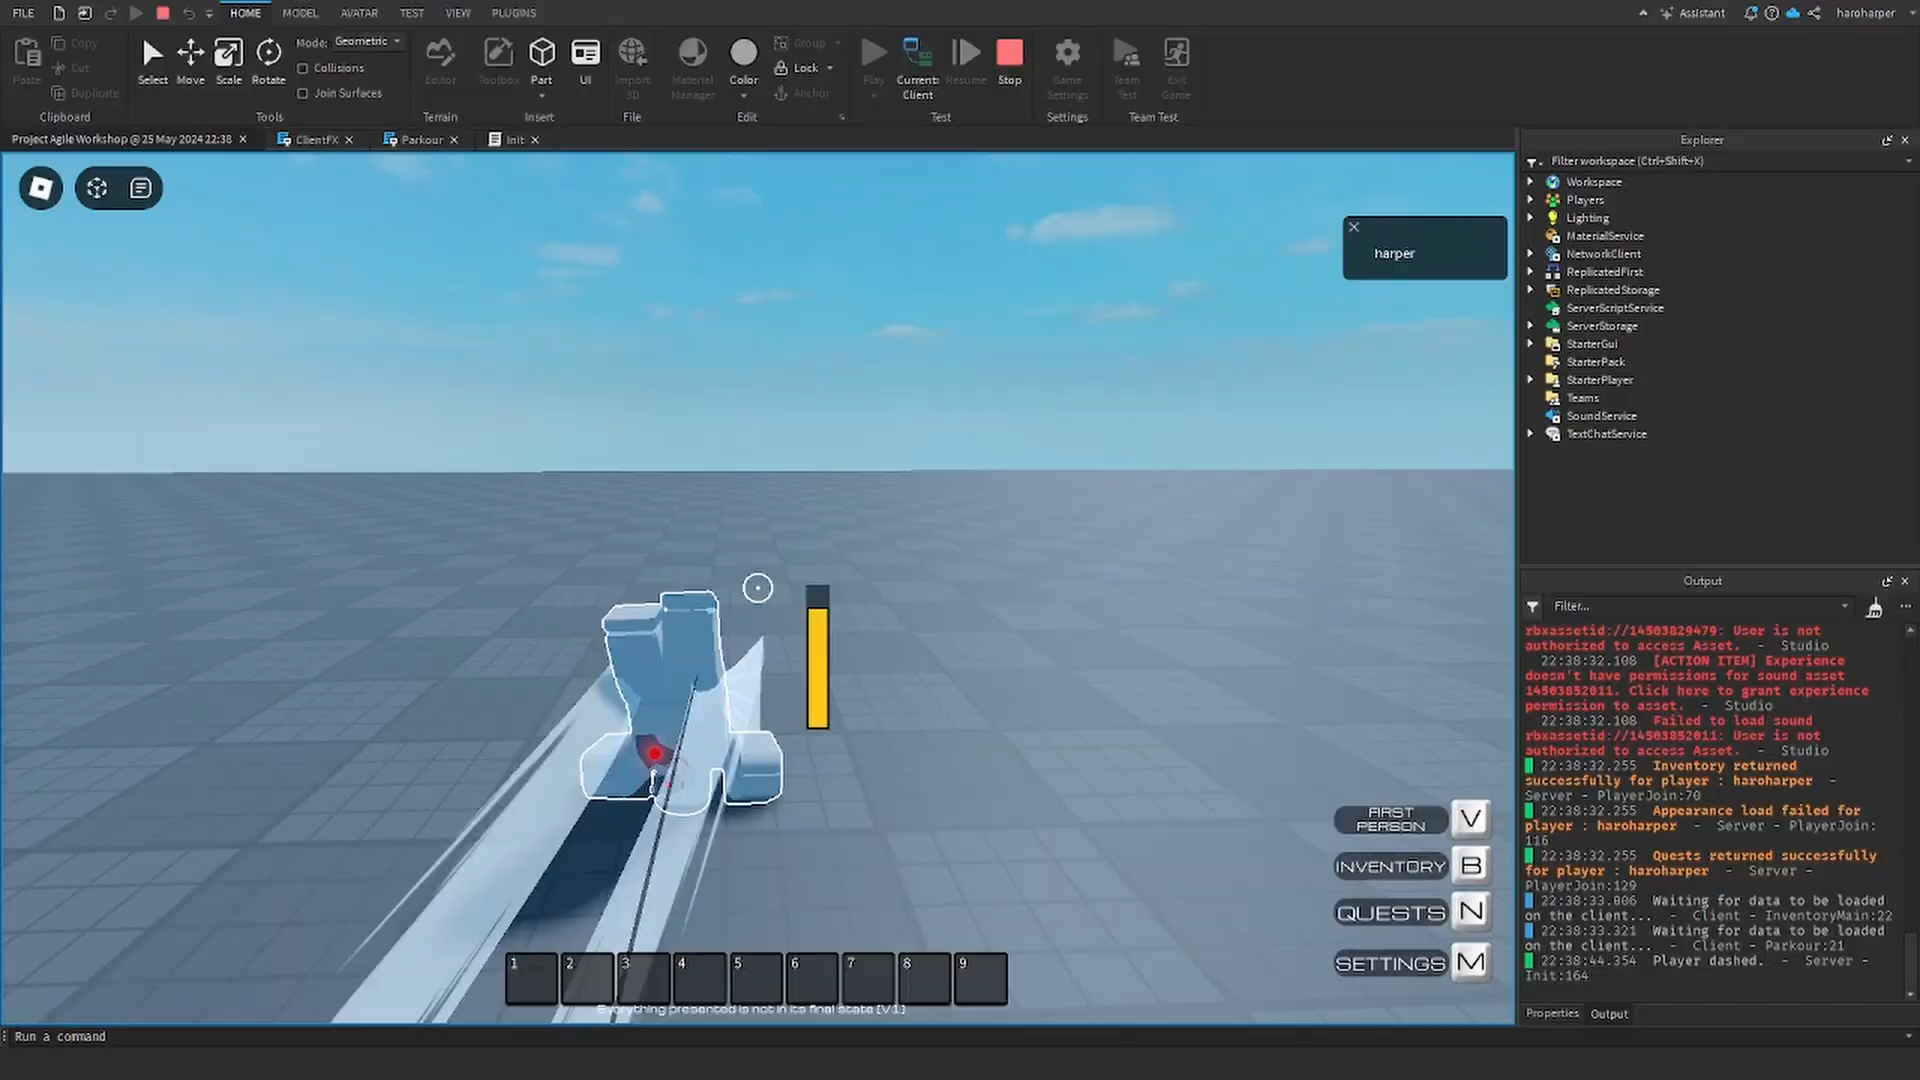 FILE HOME MODEL AVATAR TEST VIEW PLUGINS Assistant haroharper
Paste Copy Cut Duplicate Clipboard
Select Move Scale Rotate Mode: Geometric Collisions Join Surfaces Tools
Editor Terrain
Toolbox Part UI Insert
Import 3D File
Material Manager Color Group Lock Anchor Edit
Play Current: Client Resume Stop Test
Game Settings Settings
Team Test Exit Game Team Test
Project Agile Workshop @ 25 May 2024 22:38 ClientFX Parkour Init
harper
FIRST PERSON V
INVENTORY B
QUESTS N
SETTINGS M
1 2 3 4 5 6 7 8 9
Everything presented is not in its final state [V1]
Explorer
Filter workspace (Ctrl+Shift+X)
Workspace
Players
Lighting
MaterialService
NetworkClient
ReplicatedFirst
ReplicatedStorage
ServerScriptService
ServerStorage
StarterGui
StarterPack
StarterPlayer
Teams
SoundService
TextChatService
Output
Filter...
rbxassetid://14503829479: User is not
authorized to access Asset. - Studio
22:38:32.108 [ACTION ITEM] Experience
doesn't have permissions for sound asset
14503852011. Click here to grant experience
permission to asset. - Studio
22:38:32.108 Failed to load sound
rbxassetid://14503852011: User is not
authorized to access Asset. - Studio
22:38:32.255 Inventory returned
successfully for player : haroharper -
Server - PlayerJoin:70
22:38:32.255 Appearance load failed for
player : haroharper - Server - PlayerJoin:
116
22:38:32.255 Quests returned successfully
for player : haroharper - Server -
PlayerJoin:129
22:38:33.006 Waiting for data to be loaded
on the client... - Client - InventoryMain:22
22:38:33.321 Waiting for data to be loaded
on the client... - Client - Parkour:21
22:38:44.354 Player dashed. - Server -
Init:164
Properties Output
Run a command